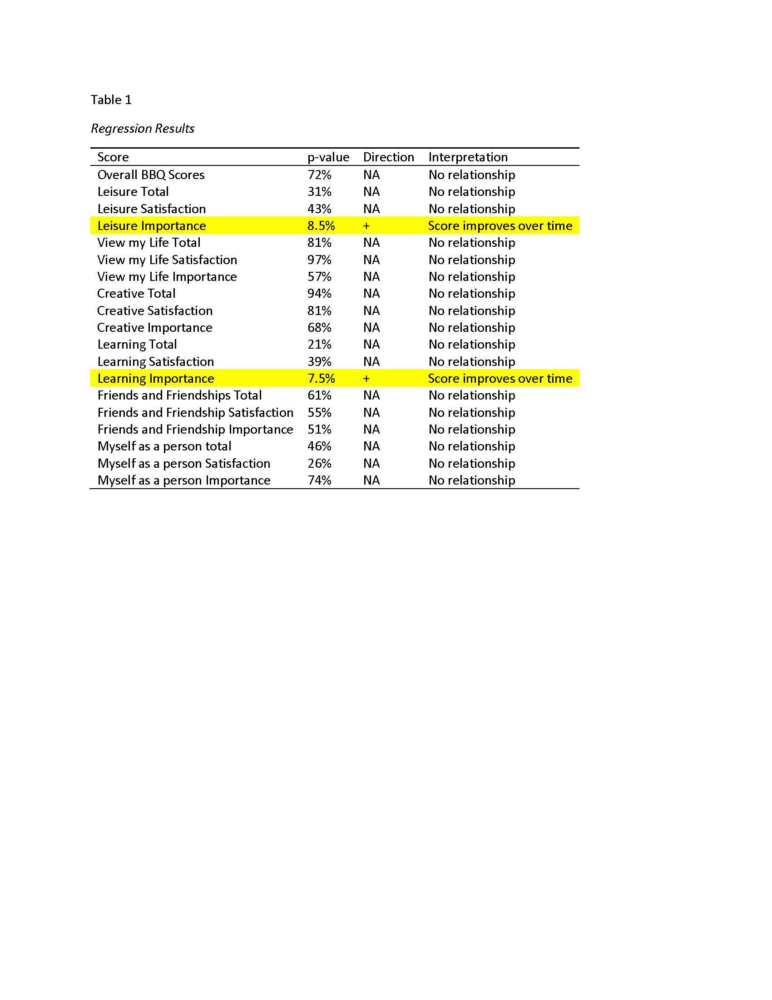 Table 1
Regression Results
Score p-value Direction Interpretation
Overall BBQ Scores 72% NA No relationship
Leisure Total 31% NA No relationship
Leisure Satisfaction 43% NA No relationship
Leisure Importance 8.5% + Score improves over time
View my Life Total 81% NA No relationship
View my Life Satisfaction 97% NA No relationship
View my Life Importance 57% NA No relationship
Creative Total 94% NA No relationship
Creative Satisfaction 81% NA No relationship
Creative Importance 68% NA No relationship
Learning Total 21% NA No relationship
Learning Satisfaction 39% NA No relationship
Learning Importance 7.5% + Score improves over time
Friends and Friendships Total 61% NA No relationship
Friends and Friendship Satisfaction 55% NA No relationship
Friends and Friendship Importance 51% NA No relationship
Myself as a person total 46% NA No relationship
Myself as a person Satisfaction 26% NA No relationship
Myself as a person Importance 74% NA No relationship